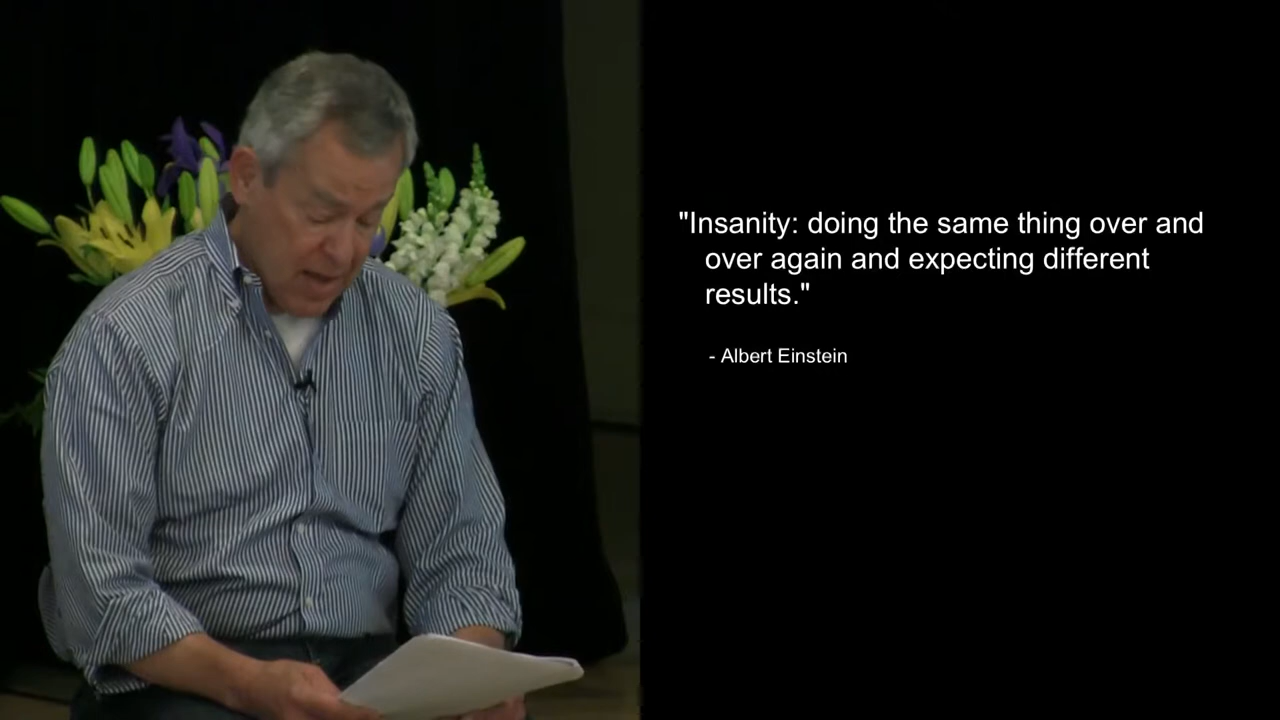 "Insanity: doing the same thing over and
over again and expecting different
results."
- Albert Einstein